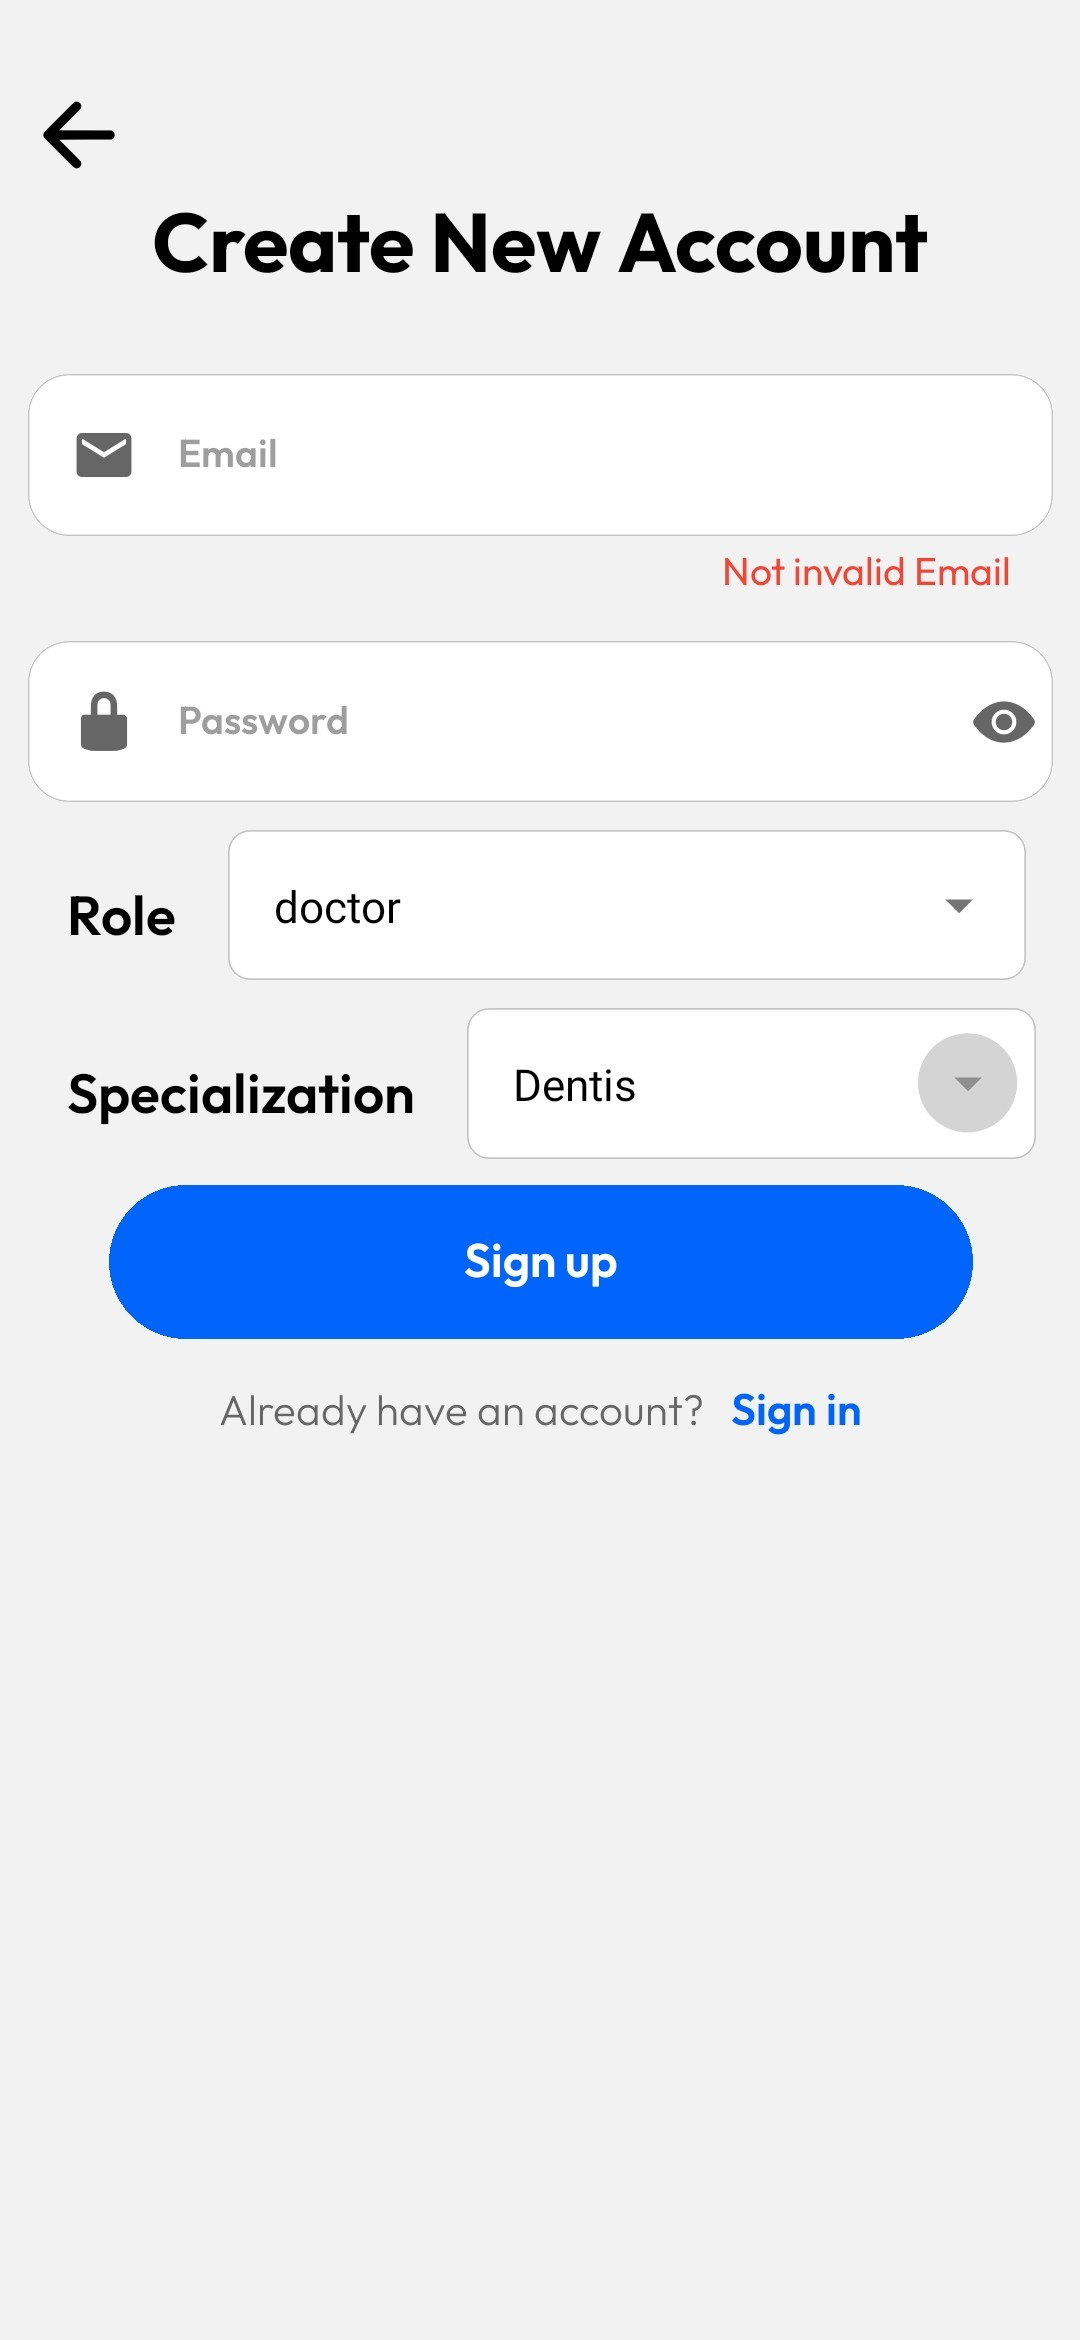 Create New Account
Email
Not invalid Email
Password
Role doctor
Specialization Dentis
Sign up
Already have an account? Sign in